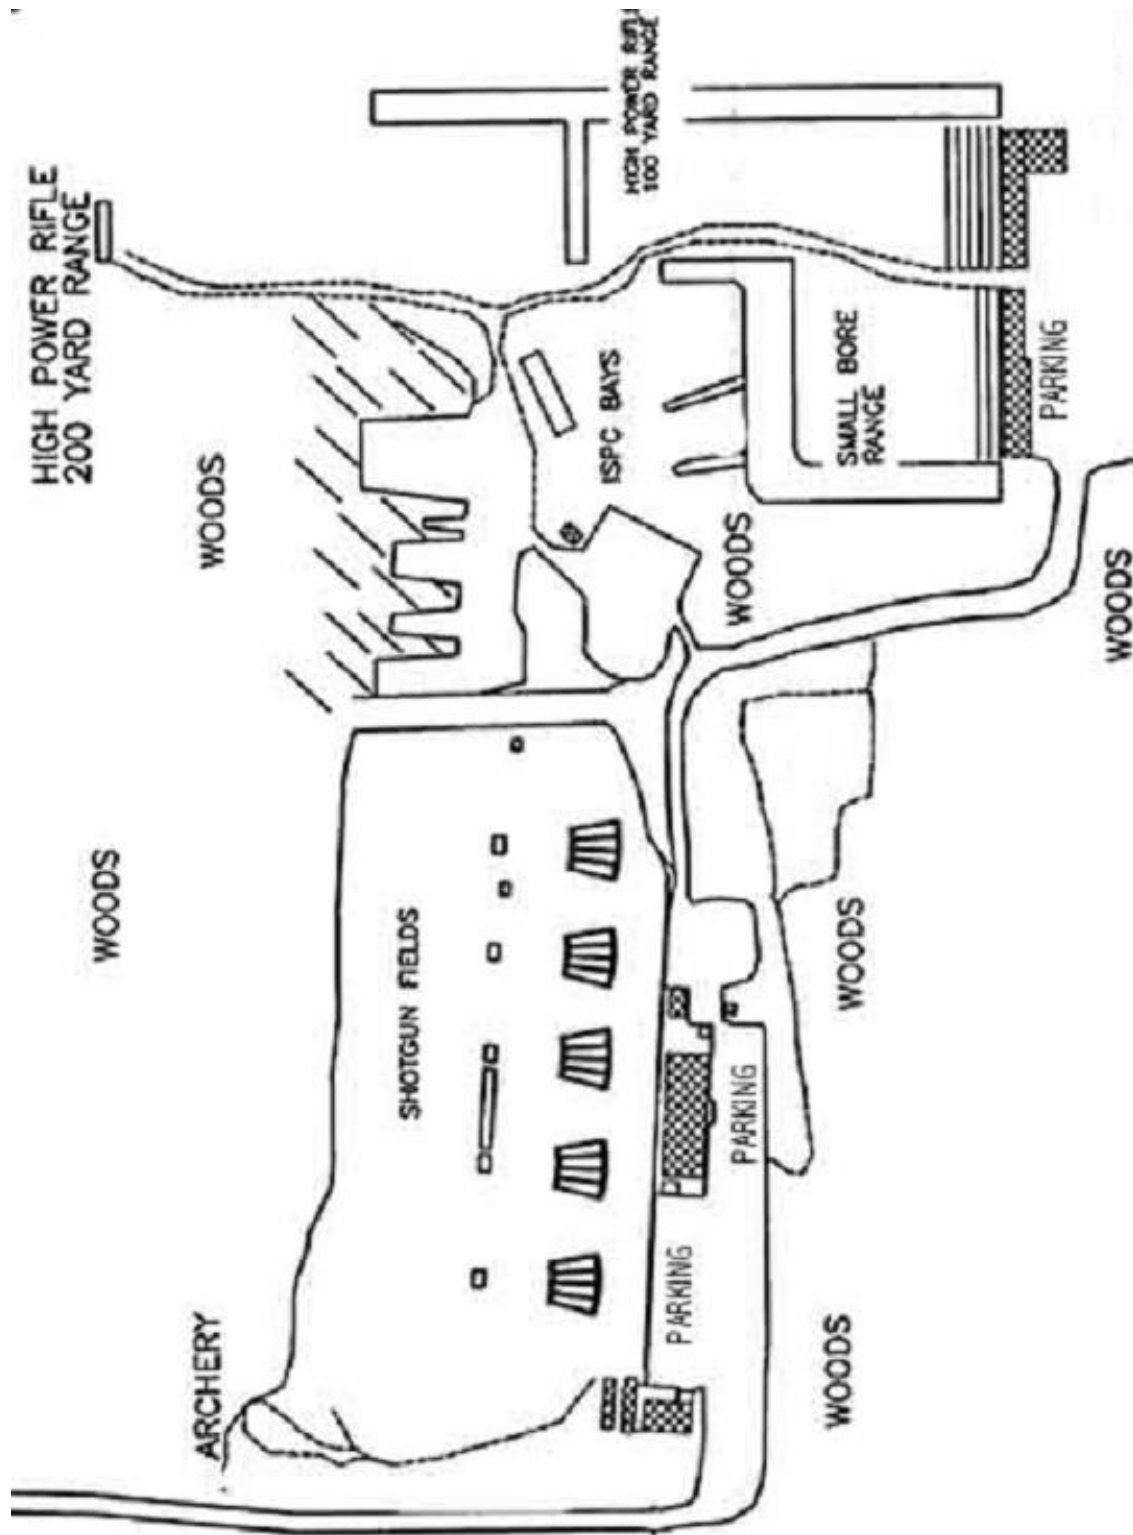 HIGH POWER RIFLE
200 YARD RANGE
HIGH POWER RIFLE
100 YARD RANGE
WOODS
ISPC BAYS
SMALL BORE
RANGE
PARKING
WOODS
WOODS
WOODS
SHOTGUN FIELDS
WOODS
PARKING
ARCHERY
PARKING
WOODS